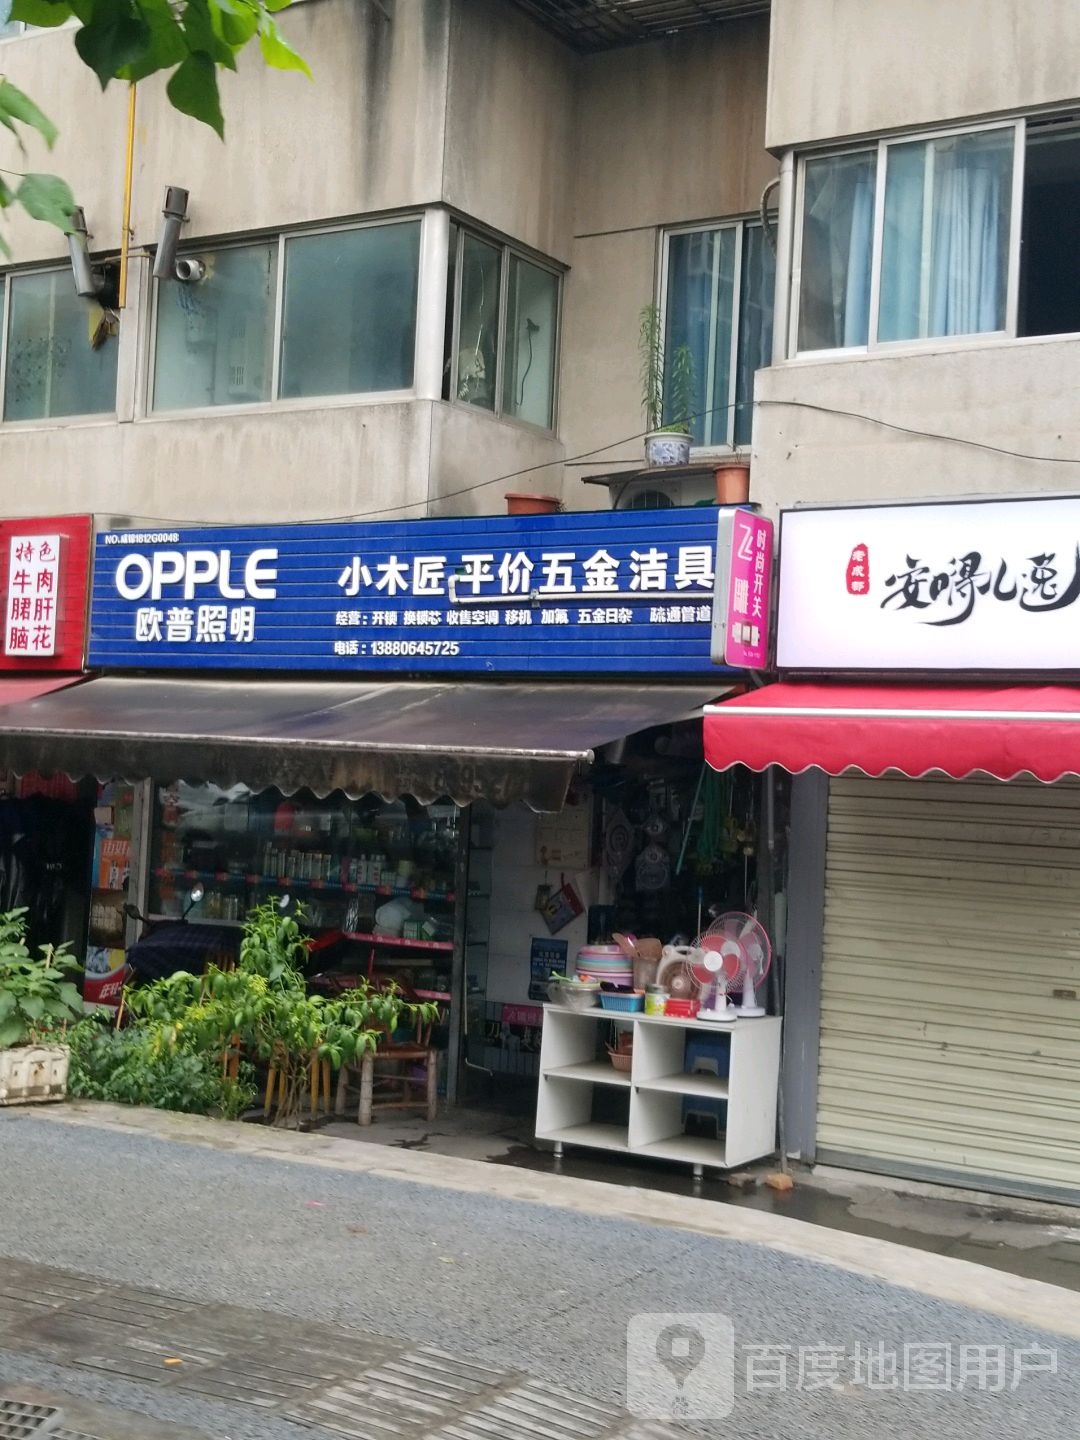 特色
牛肉
脂肝
脑花
NO.成锦1812G0048
OPPLE
欧普照明
小木匠 平价五金洁具
经营：开锁 换锁芯 收售空调 移机 加氟 五金日杂 疏通管道
电话：13880645725
时尚开关
老成都
安嘚儿逸
百度地图用户